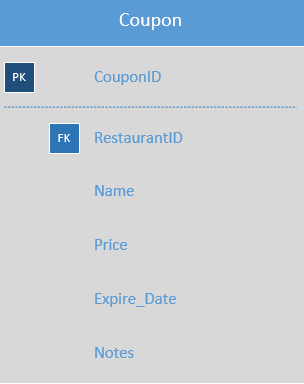 Coupon
PK CouponID
FK RestaurantID
Name
Price
Expire_Date
Notes